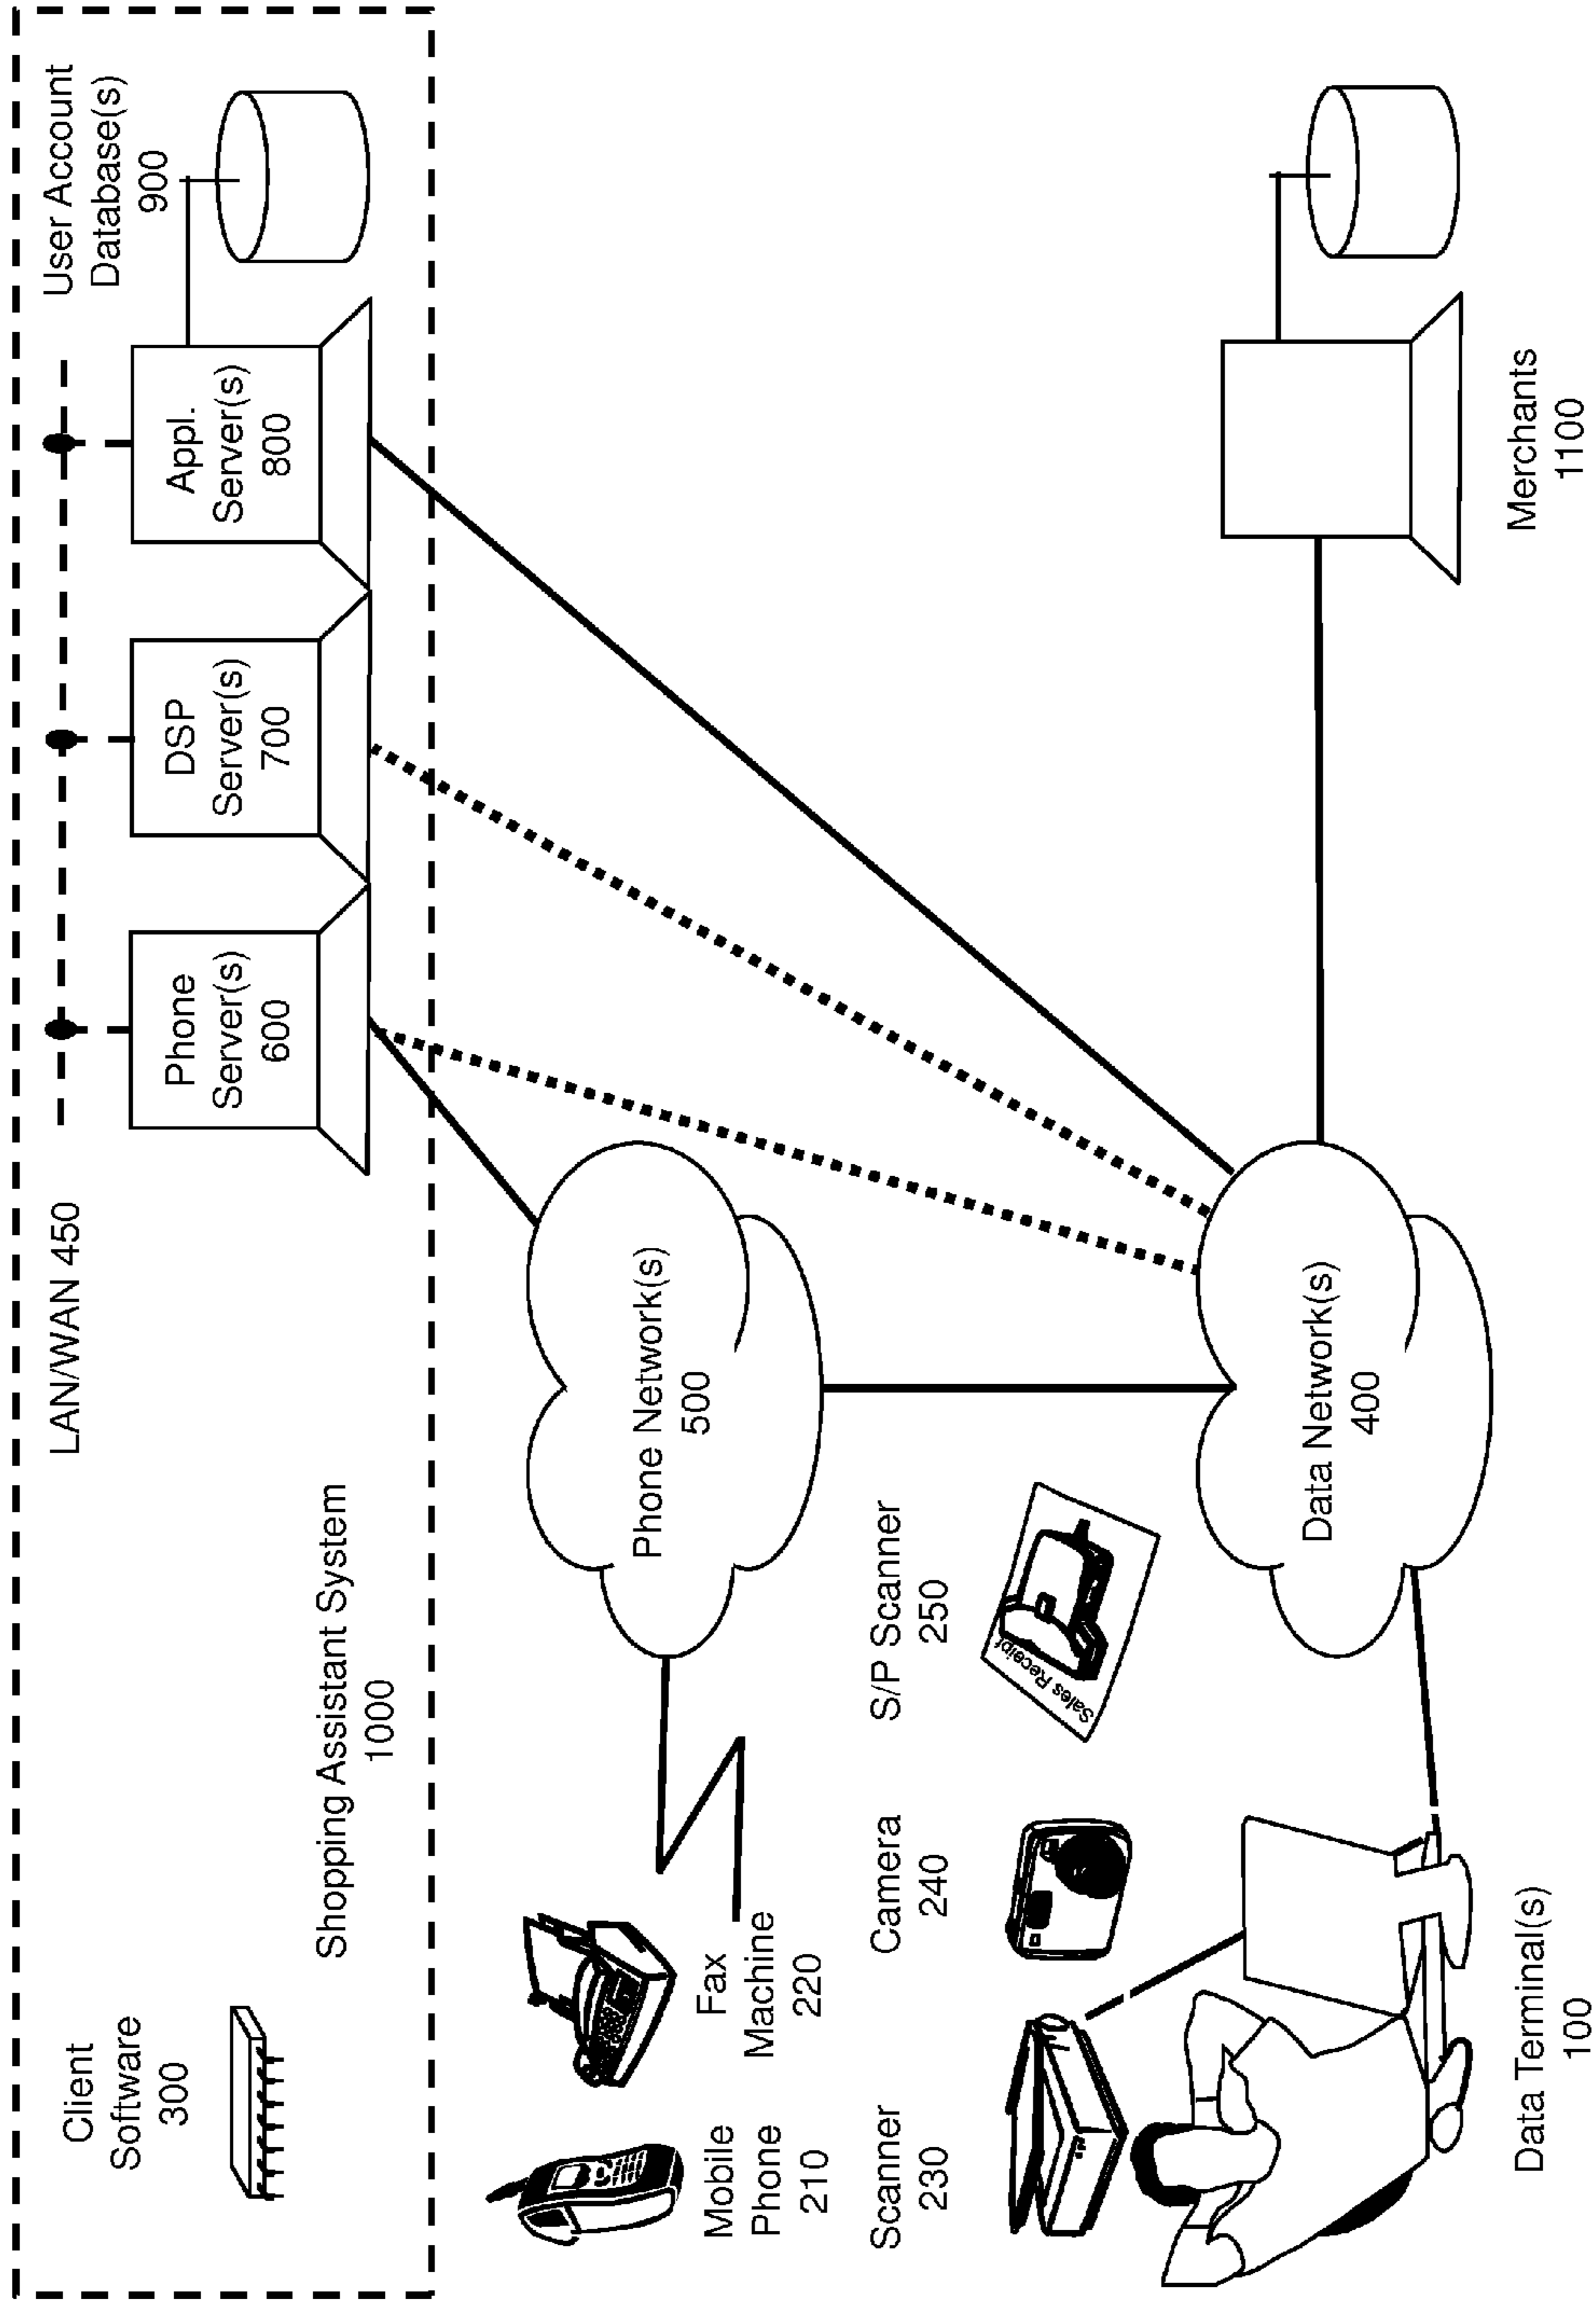 Client
Software
300
Shopping Assistant System
1000
LAN/WAN 450
Phone
Server(s)
600
DSP
Server(s)
700
Appl.
Server(s)
800
User Account
Database(s)
900
Mobile
Phone
210
Fax
Machine
220
Phone Network(s)
500
Scanner
230
Camera
240
S/P Scanner
250
Sales Receipt
Data Network(s)
400
Data Terminal(s)
100
Merchants
1100